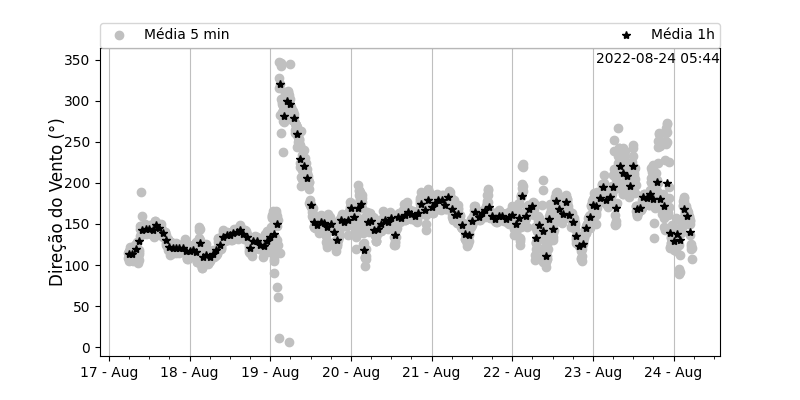 Média 5 min
Média 1h
2022-08-24 05:44
Direção do Vento (°)
350
300
250
200
150
100
50
0
17 - Aug
18 - Aug
19 - Aug
20 - Aug
21 - Aug
22 - Aug
23 - Aug
24 - Aug